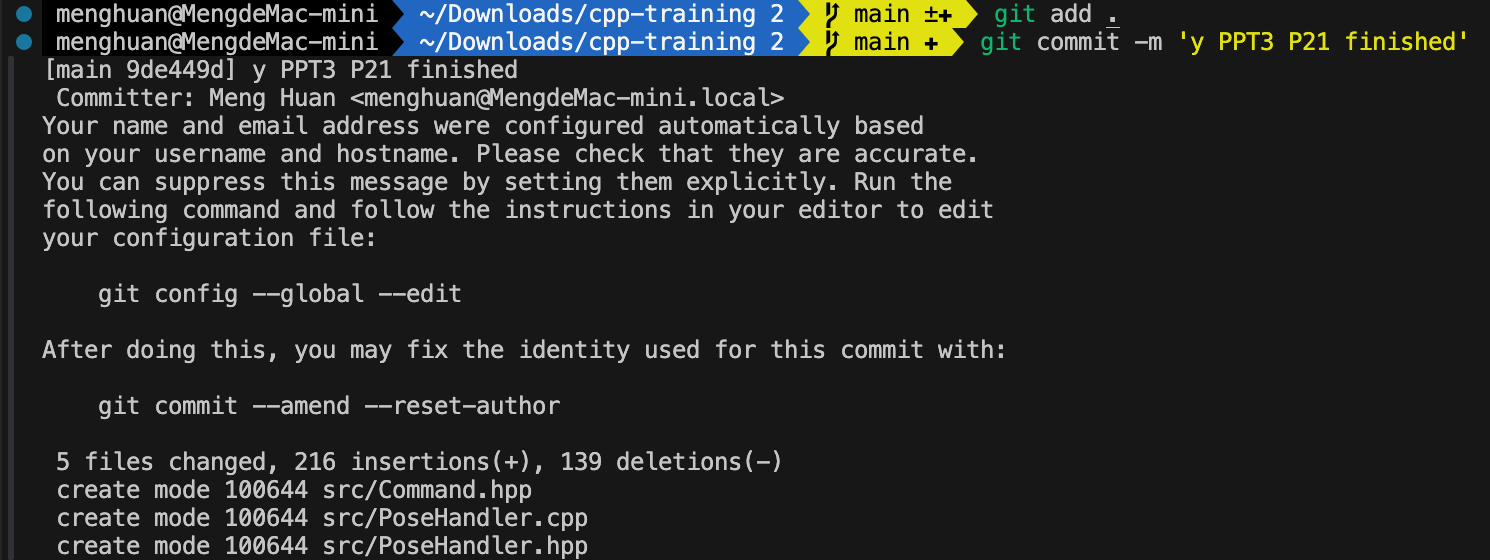 menghuan@MengdeMac-mini ~/Downloads/cpp-training 2 main ±+ git add .
menghuan@MengdeMac-mini ~/Downloads/cpp-training 2 main + git commit -m 'y PPT3 P21 finished'
[main 9de449d] y PPT3 P21 finished
Committer: Meng Huan <menghuan@MengdeMac-mini.local>
Your name and email address were configured automatically based
on your username and hostname. Please check that they are accurate.
You can suppress this message by setting them explicitly. Run the
following command and follow the instructions in your editor to edit
your configuration file:
git config --global --edit
After doing this, you may fix the identity used for this commit with:
git commit --amend --reset-author
5 files changed, 216 insertions(+), 139 deletions(-)
create mode 100644 src/Command.hpp
create mode 100644 src/PoseHandler.cpp
create mode 100644 src/PoseHandler.hpp